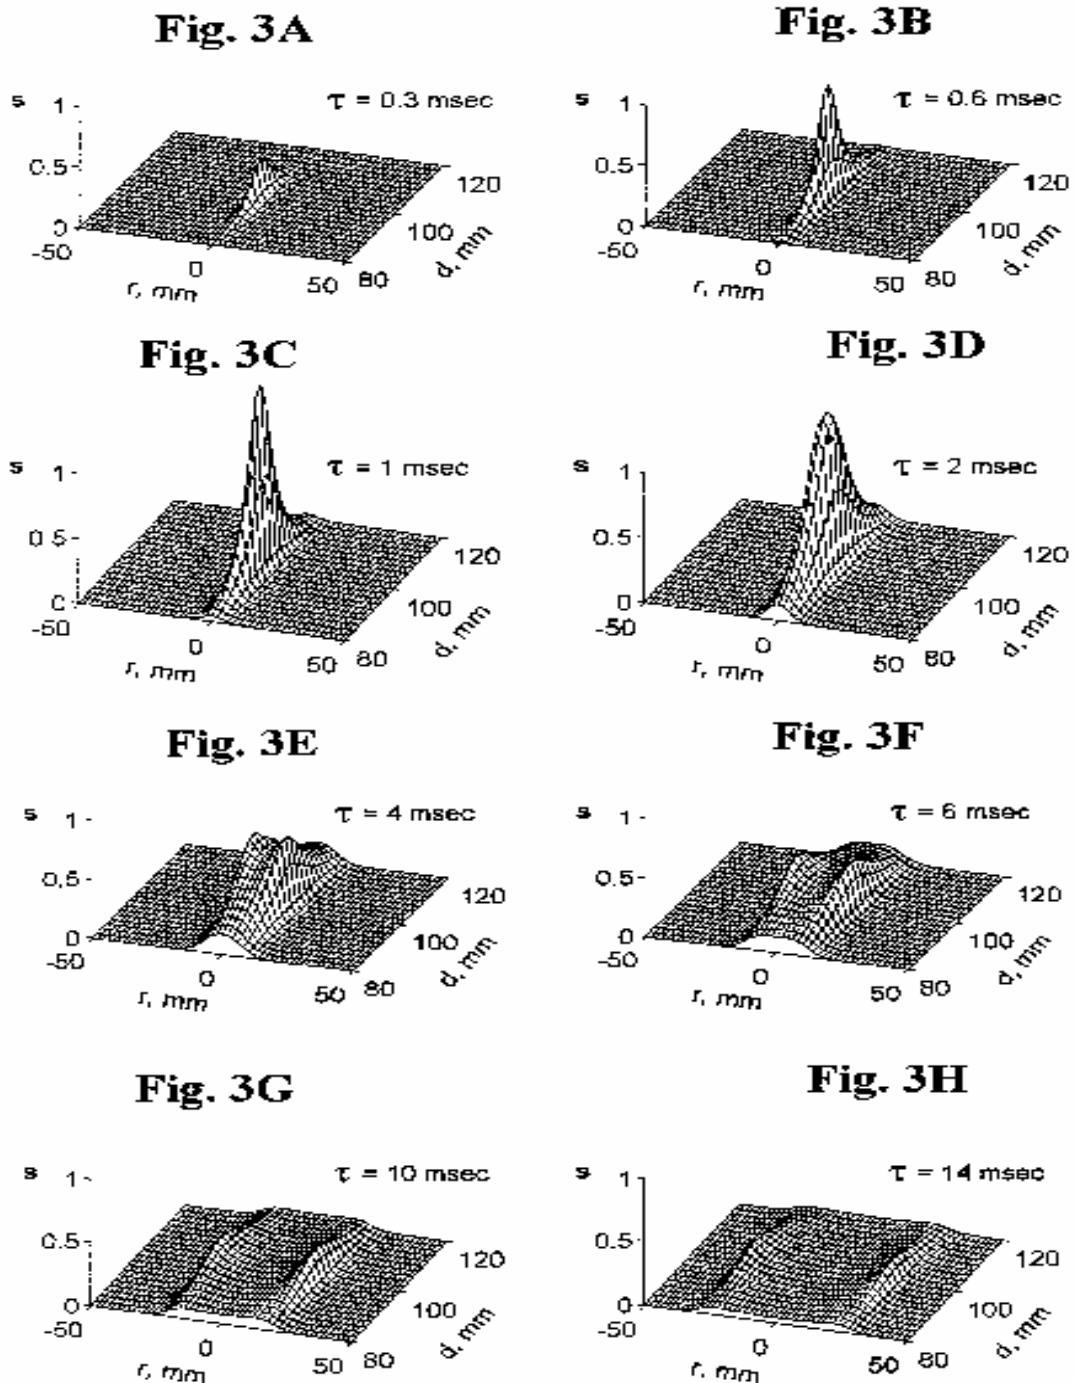 Fig. 3A
s 1 τ = 0.3 msec
0.5
120
0
100
-50
0
d, mm
r, mm
50 80
Fig. 3B
s 1 τ = 0.6 msec
0.5
120
0
100
-50
0
d, mm
r, mm
50 80
Fig. 3C
s 1 τ = 1 msec
0.5
120
0
100
-50
0
d, mm
r, mm
50 80
Fig. 3D
s 1 τ = 2 msec
0.5
120
0
100
-50
0
d, mm
r, mm
50 80
Fig. 3E
s 1 τ = 4 msec
0.5
120
0
100
-50
0
d, mm
r, mm
50 80
Fig. 3F
s 1 τ = 6 msec
0.5
120
0
100
-50
0
d, mm
r, mm
50 80
Fig. 3G
s 1 τ = 10 msec
0.5
120
0
100
-50
0
d, mm
r, mm
50 80
Fig. 3H
s 1 τ = 14 msec
0.5
120
0
100
-50
0
d, mm
r, mm
50 80